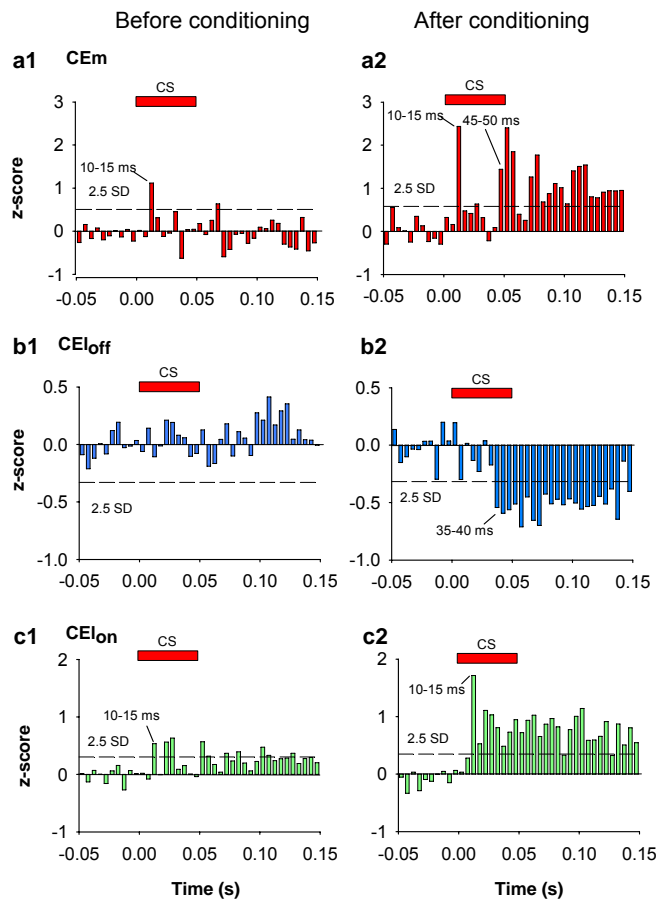 Before conditioning
After conditioning
a1 CEm
CS
3
2
1
0
-1
z-score
10-15 ms
2.5 SD
-0.05 0.00 0.05 0.10 0.15
a2
CS
3
2
1
0
-1
10-15 ms
45-50 ms
2.5 SD
-0.05 0.00 0.05 0.10 0.15
b1 CEloff
CS
0.5
0.0
-0.5
-1.0
z-score
2.5 SD
-0.05 0.00 0.05 0.10 0.15
b2
CS
0.5
0.0
-0.5
-1.0
2.5 SD
35-40 ms
-0.05 0.00 0.05 0.10 0.15
c1 CElon
CS
2
1
0
-1
z-score
10-15 ms
2.5 SD
-0.05 0.00 0.05 0.10 0.15
Time (s)
c2
CS
2
1
0
-1
10-15 ms
2.5 SD
-0.05 0.00 0.05 0.10 0.15
Time (s)